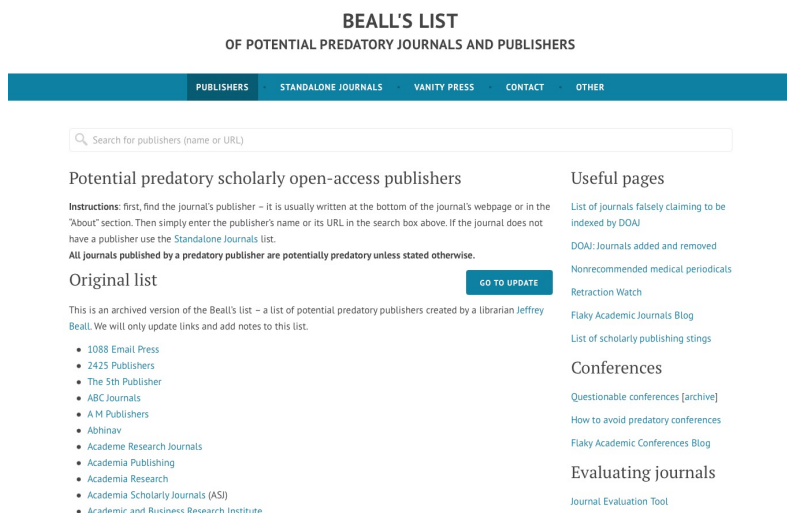 BEALL'S LIST
OF POTENTIAL PREDATORY JOURNALS AND PUBLISHERS
PUBLISHERS
STANDALONE JOURNALS
VANITY PRESS
CONTACT
OTHER
Search for publishers (name or URL)
Potential predatory scholarly open-access publishers
Instructions: first, find the journal's publisher – it is usually written at the bottom of the journal's webpage or in the
"About" section. Then simply enter the publisher's name or its URL in the search box above. If the journal does not
have a publisher use the Standalone Journals list.
All journals published by a predatory publisher are potentially predatory unless stated otherwise.
Original list
GO TO UPDATE
This is an archived version of the Beall's list – a list of potential predatory publishers created by a librarian Jeffrey
Beall. We will only update links and add notes to this list.
• 1088 Email Press
• 2425 Publishers
• The 5th Publisher
• ABC Journals
• A M Publishers
• Abhinav
• Academe Research Journals
• Academia Publishing
• Academia Research
• Academia Scholarly Journals (ASJ)
• Academic and Business Research Institute
Useful pages
List of journals falsely claiming to be
indexed by DOAJ
DOAJ: Journals added and removed
Nonrecommended medical periodicals
Retraction Watch
Flaky Academic Journals Blog
List of scholarly publishing stings
Conferences
Questionable conferences [archive]
How to avoid predatory conferences
Flaky Academic Conferences Blog
Evaluating journals
Journal Evaluation Tool